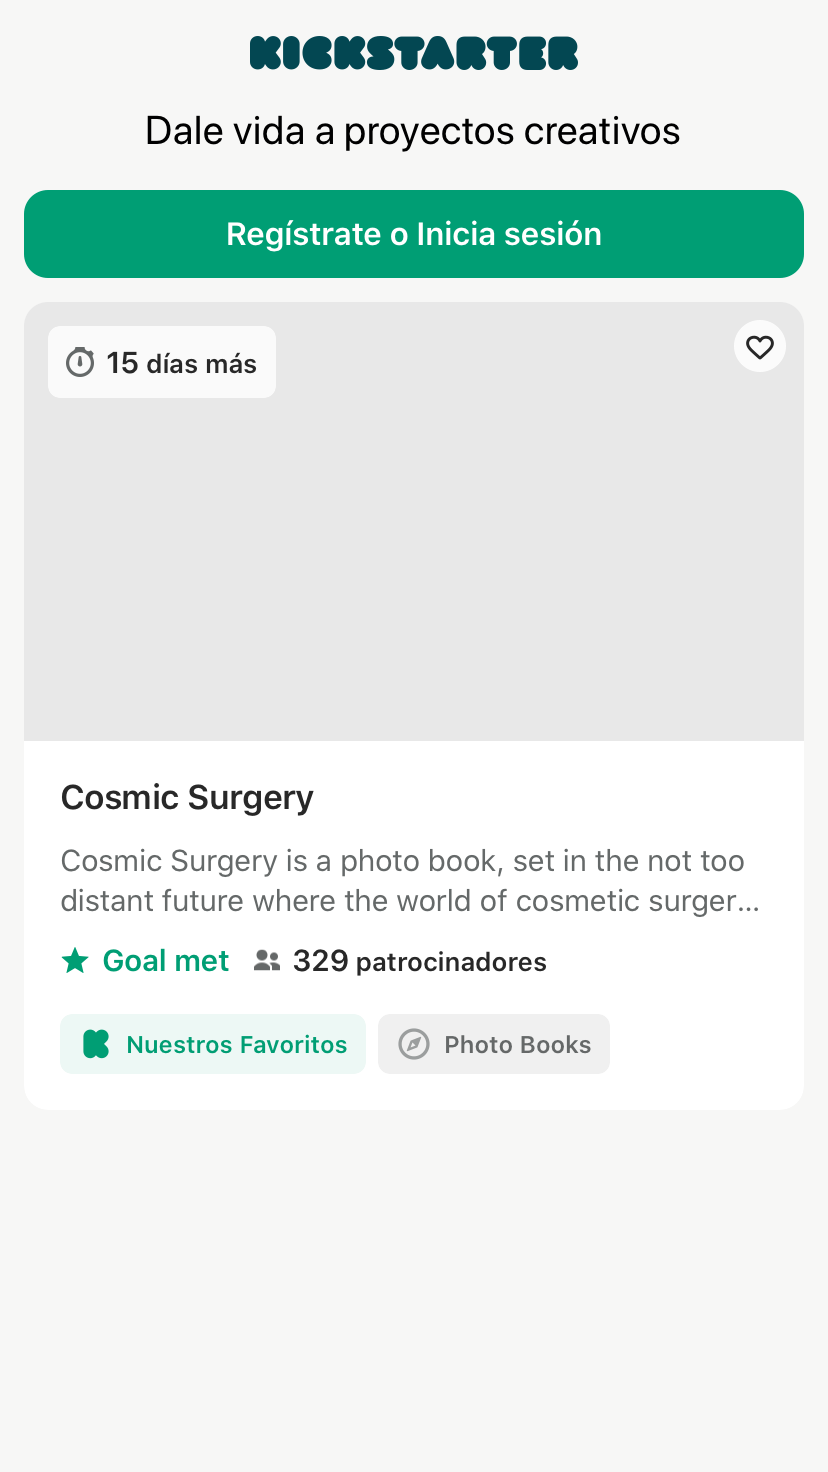 KICKSTARTER
Dale vida a proyectos creativos
Regístrate o Inicia sesión
15 días más
Cosmic Surgery
Cosmic Surgery is a photo book, set in the not too
distant future where the world of cosmetic surger...
Goal met 329 patrocinadores
Nuestros Favoritos Photo Books